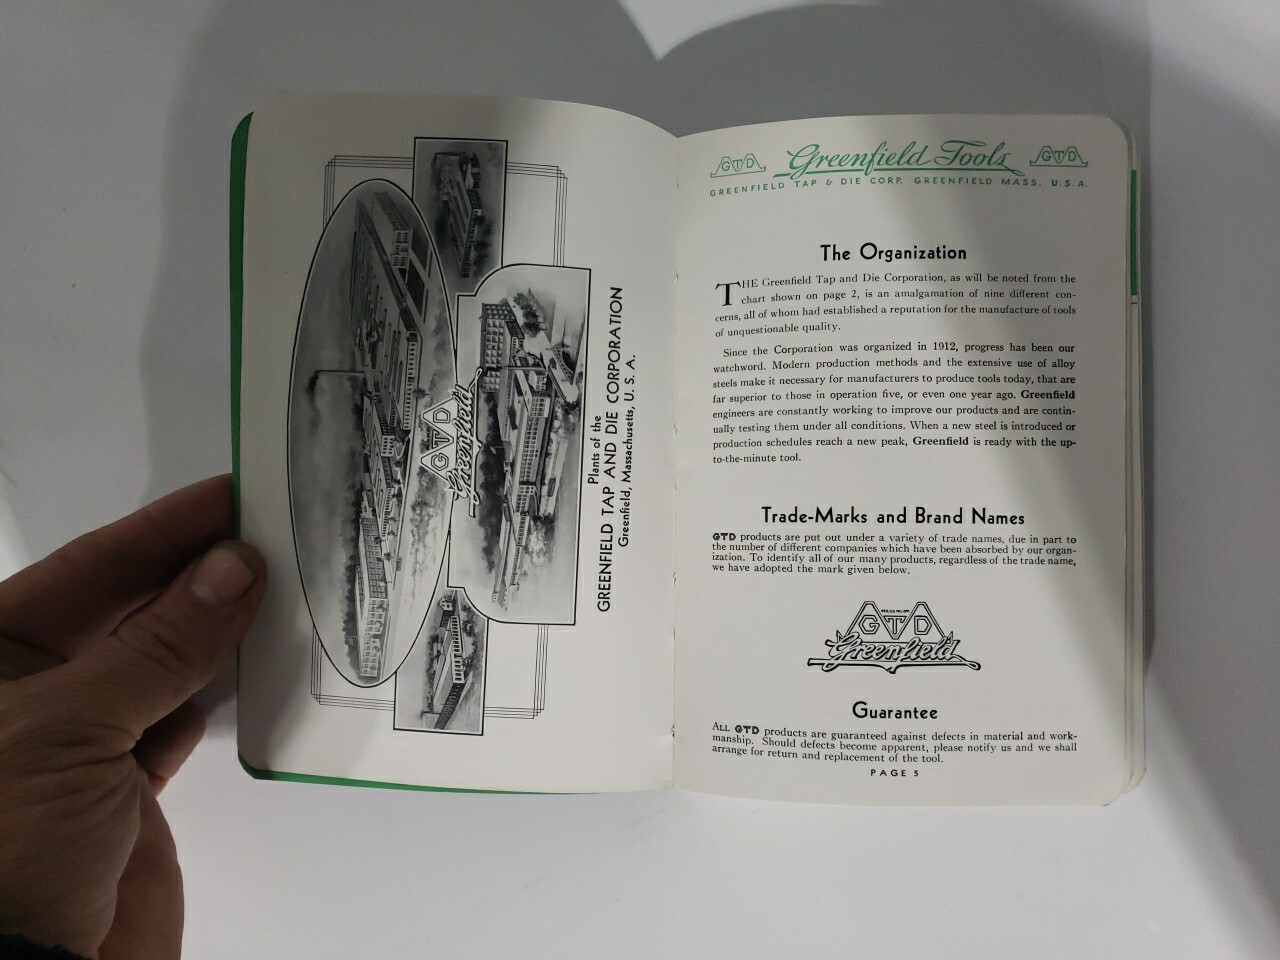 GTD
Greenfield
Plants of the
GREENFIELD TAP AND DIE CORPORATION
Greenfield, Massachusetts, U. S. A.
GTD Greenfield Tools GTD
GREENFIELD TAP & DIE CORP. GREENFIELD MASS. U. S. A.
The Organization
THE Greenfield Tap and Die Corporation, as will be noted from the
chart shown on page 2, is an amalgamation of nine different con-
cerns, all of whom had established a reputation for the manufacture of tools
of unquestionable quality.
Since the Corporation was organized in 1912, progress has been our
watchword. Modern production methods and the extensive use of alloy
steels make it necessary for manufacturers to produce tools today, that are
far superior to those in operation five, or even one year ago. Greenfield
engineers are constantly working to improve our products and are contin-
ually testing them under all conditions. When a new steel is introduced or
production schedules reach a new peak, Greenfield is ready with the up-
to-the-minute tool.
Trade-Marks and Brand Names
GTD products are put out under a variety of trade names, due in part to
the number of different companies which have been absorbed by our organ-
ization. To identify all of our many products, regardless of the trade name,
we have adopted the mark given below.
GTD
Greenfield
Guarantee
ALL GTD products are guaranteed against defects in material and work-
manship. Should defects become apparent, please notify us and we shall
arrange for return and replacement of the tool.
PAGE 5